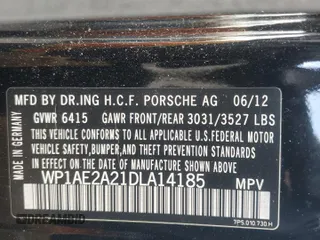 MFD BY DR.ING H.C.F. PORSCHE AG 06/12
GVWR 6415 GAWR FRONT/REAR 3031/3527 LBS
THIS VEHICLE CONFORMS TO ALL APPLICABLE
U.S.FEDERAL MOTOR VEHICLE SAFETY,BUMPER,AND THEFT
PREVENTION STANDARDS IN EFFECT ON THE DATE
OF MANUFACTURE SHOWN ABOVE
WP1AE2A21DLA14185 MPV
MADE IN GERMANY
7P5.010.730 H
DREAMBID